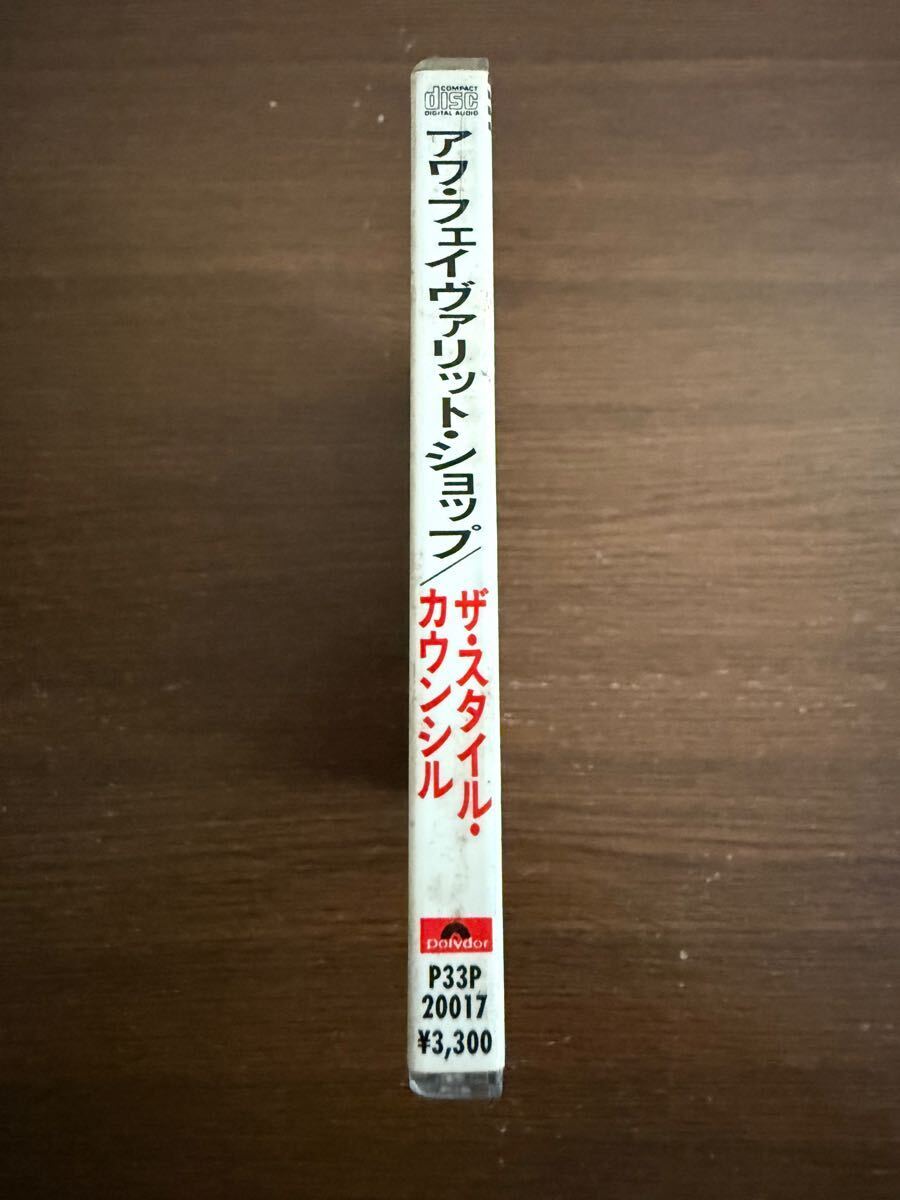 COMPACT
disc
DIGITAL AUDIO
アワ・フェイヴァリット・ショップ／
ザ・スタイル・
カウンシル
polydor
P33P
20017
¥3,300